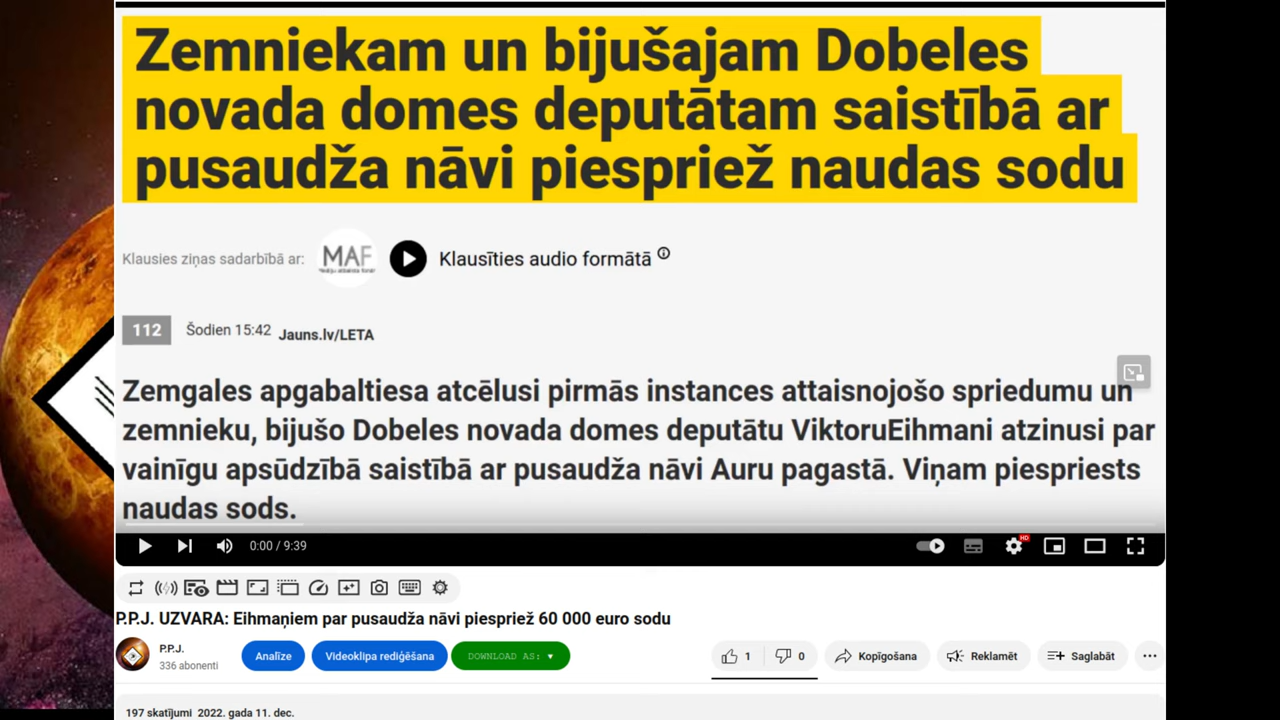 Zemniekam un bijušajam Dobeles
novada domes deputātam saistībā ar
pusaudža nāvi piespriež naudas sodu
Klausies ziņas sadarbībā ar: MAF Klausīties audio formātā
112 Šodien 15:42 Jauns.lv/LETA
Zemgales apgabaltiesa atcēlusi pirmās instances attaisnojošo spriedumu un
zemnieku, bijušo Dobeles novada domes deputātu ViktoruEihmani atzinusi par
vainīgu apsūdzībā saistībā ar pusaudža nāvi Auru pagastā. Viņam piespriests
naudas sods.
0:00 / 9:39 HD
P.P.J. UZVARA: Eihmaņiem par pusaudža nāvi piespriež 60 000 euro sodu
P.P.J.
336 abonenti
Analīze Videoklipa rediģēšana DOWNLOAD AS: ▼ 1 0 Kopīgošana Reklamēt Saglabāt
197 skatījumi 2022. gada 11. dec.